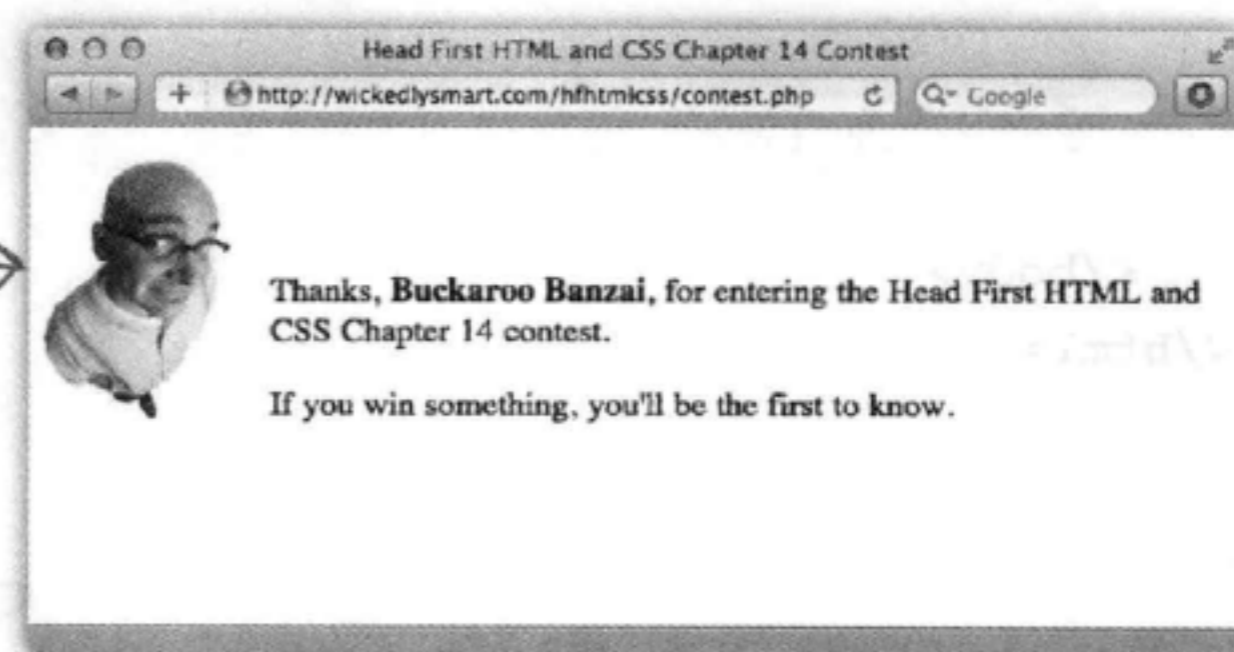 Head First HTML and CSS Chapter 14 Contest
http://wickedlysmart.com/hfhtmlcss/contest.php
Google
Thanks, Buckaroo Banzai, for entering the Head First HTML and
CSS Chapter 14 contest.
If you win something, you'll be the first to know.